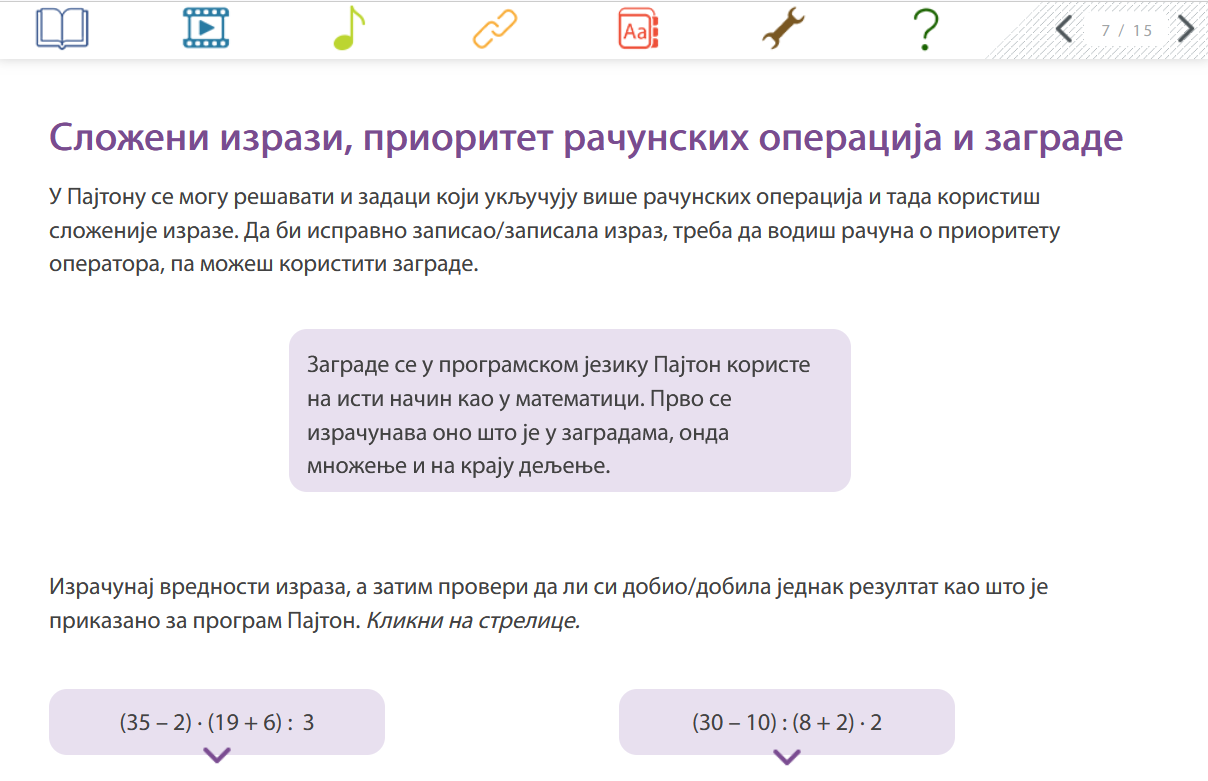 Aa
?
7 / 15
Сложени изрази, приоритет рачунских операција и заграде
У Пајтону се могу решавати и задаци који укључују више рачунских операција и тада користиш
сложеније изразе. Да би исправно записао/записала израз, треба да водиш рачуна о приоритету
оператора, па можеш користити заграде.
Заграде се у програмском језику Пајтон користе
на исти начин као у математици. Прво се
израчунава оно што је у заградама, онда
множење и на крају дељење.
Израчунај вредности израза, а затим провери да ли си добио/добила једнак резултат као што је
приказано за програм Пајтон. Кликни на стрелице.
(35 – 2) · (19 + 6) :  3
(30 – 10) : (8 + 2) · 2